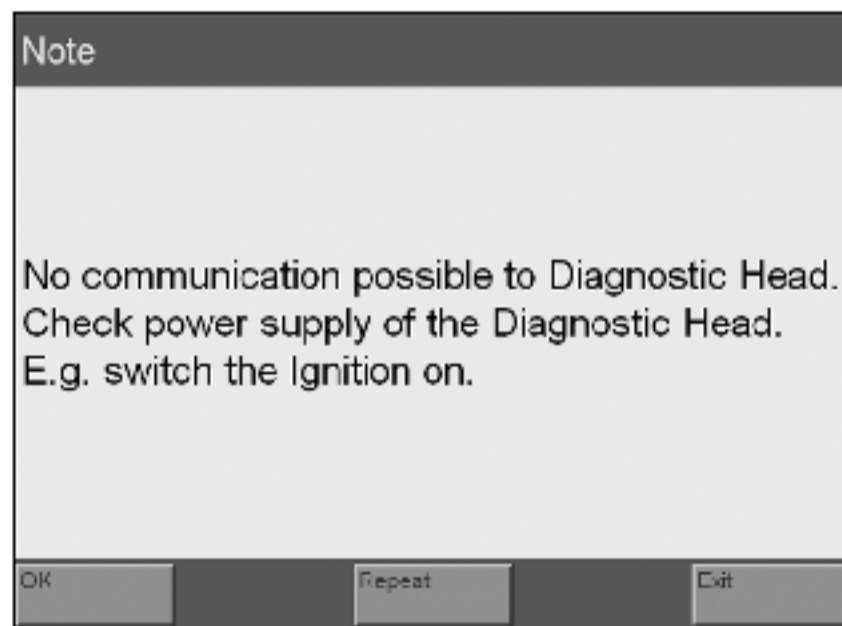 Note
No communication possible to Diagnostic Head.
Check power supply of the Diagnostic Head.
E.g. switch the Ignition on.
OK Repeat Exit